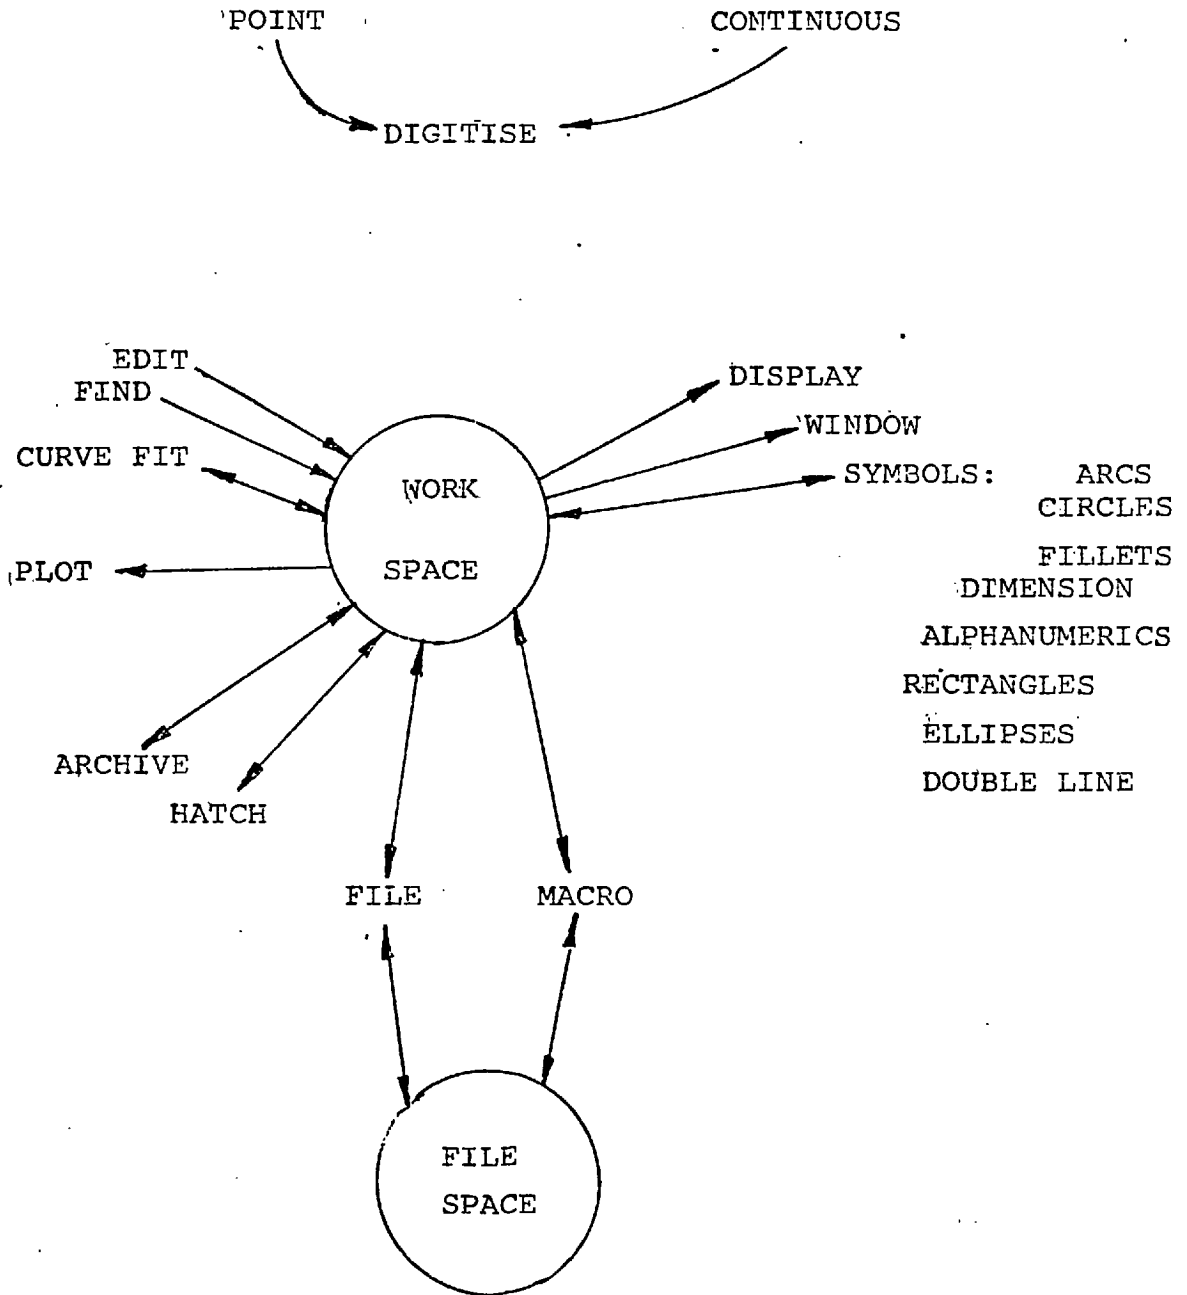 POINT
CONTINUOUS
DIGITISE
EDIT
FIND
CURVE FIT
PLOT
ARCHIVE
HATCH
WORK
SPACE
DISPLAY
WINDOW
SYMBOLS: ARCS
CIRCLES
FILLETS
DIMENSION
ALPHANUMERICS
RECTANGLES
ELLIPSES
DOUBLE LINE
FILE
MACRO
FILE
SPACE